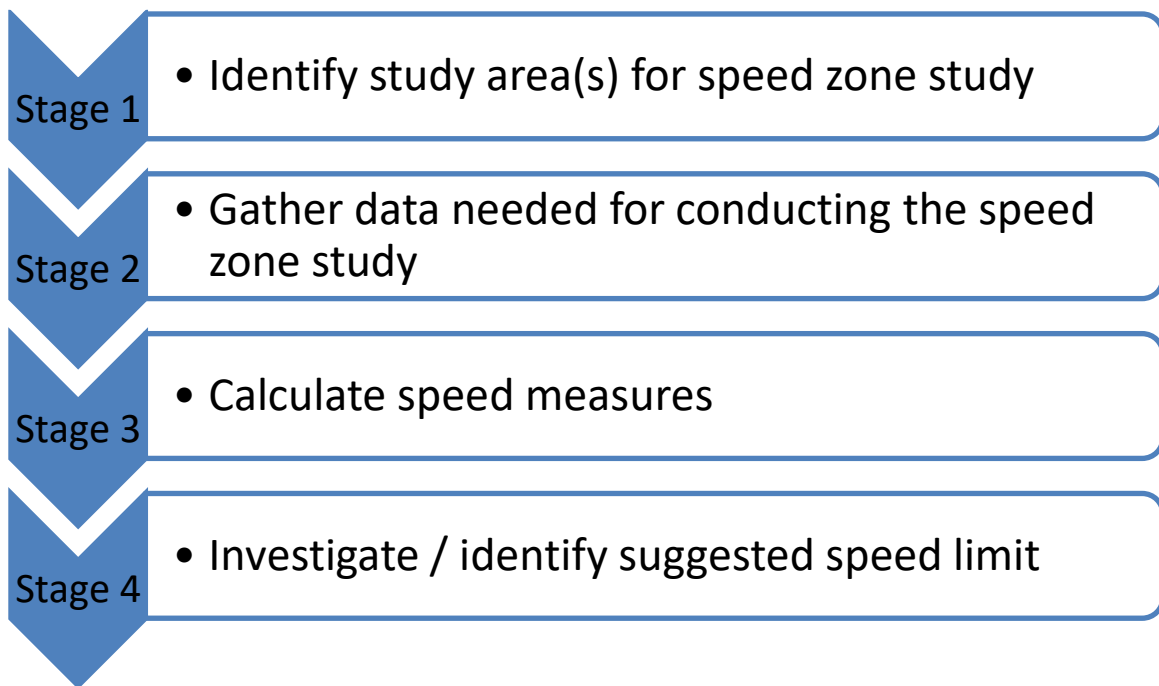 Stage 1
• Identify study area(s) for speed zone study
Stage 2
• Gather data needed for conducting the speed
zone study
Stage 3
• Calculate speed measures
Stage 4
• Investigate / identify suggested speed limit